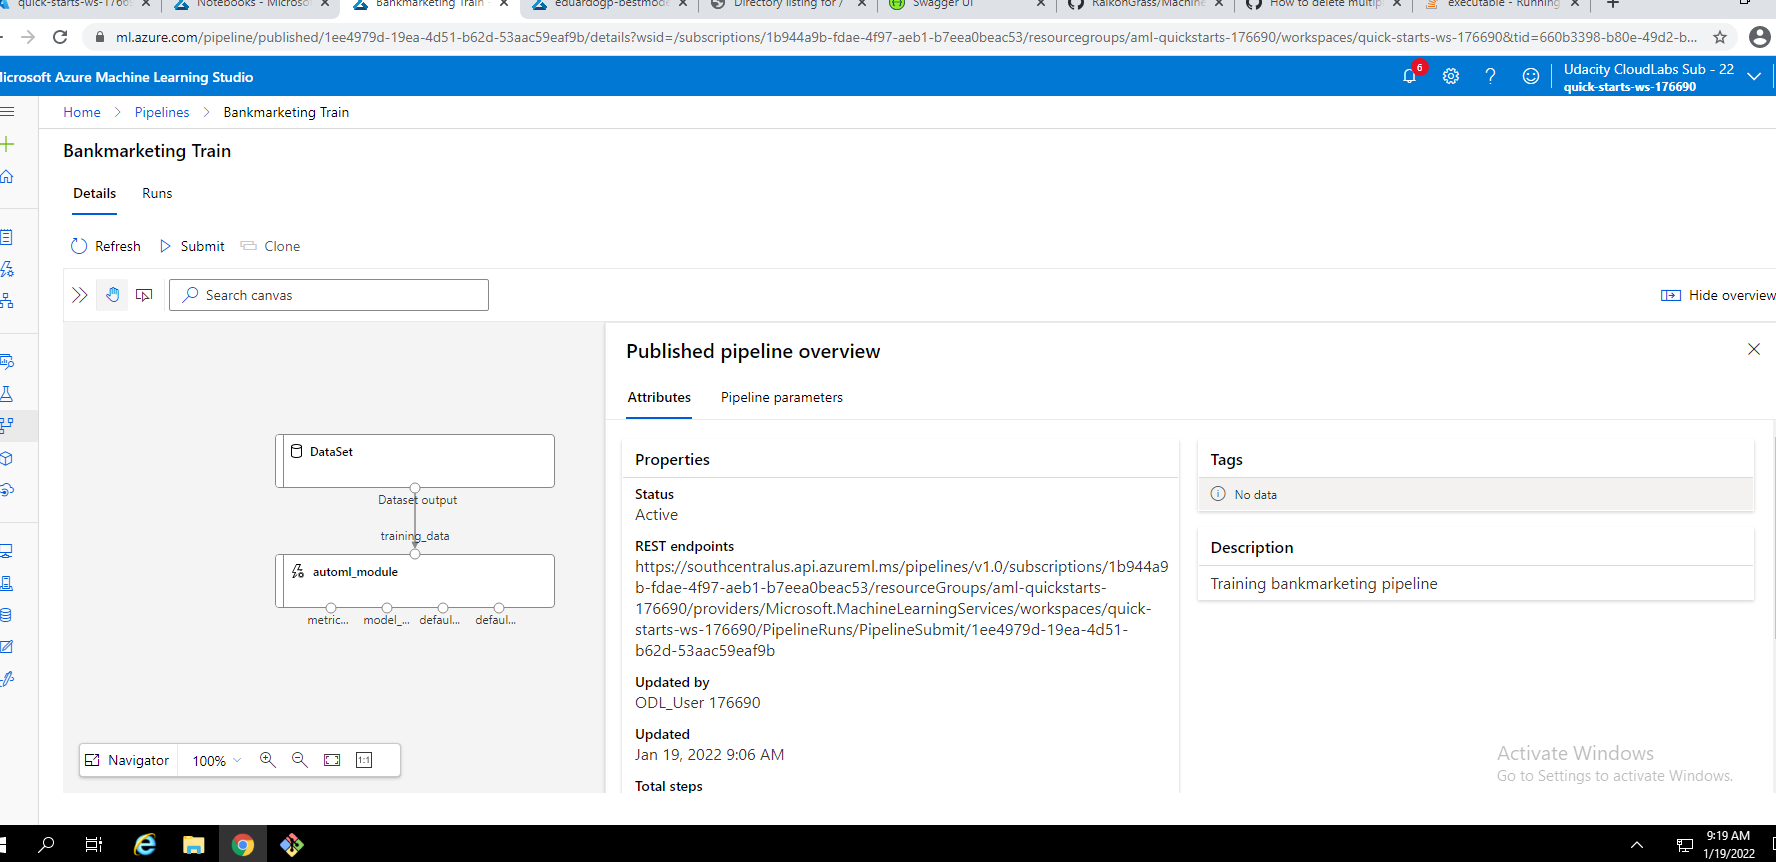 quick-starts-ws-1766
Notebooks - Microso
Bankmarketing Train -
eduardogp-bestmode
Directory listing for /
Swagger UI
RaikonGrass/Machine
How to delete multip
executable - Running
ml.azure.com/pipeline/published/1ee4979d-19ea-4d51-b62d-53aac59eaf9b/details?wsid=/subscriptions/1b944a9b-fdae-4f97-aeb1-b7eea0beac53/resourcegroups/aml-quickstarts-176690/workspaces/quick-starts-ws-176690&tid=660b3398-b80e-49d2-b...
icrosoft Azure Machine Learning Studio
6
Udacity CloudLabs Sub - 22
quick-starts-ws-176690
Home > Pipelines > Bankmarketing Train
Bankmarketing Train
Details Runs
Refresh Submit Clone
Search canvas
Hide overview
Published pipeline overview
Attributes Pipeline parameters
DataSet
Dataset output
training_data
automl_module
metric... model_... defaul... defaul...
Navigator 100% 1:1
Properties
Status
Active
REST endpoints
https://southcentralus.api.azureml.ms/pipelines/v1.0/subscriptions/1b944a9
b-fdae-4f97-aeb1-b7eea0beac53/resourceGroups/aml-quickstarts-
176690/providers/Microsoft.MachineLearningServices/workspaces/quick-
starts-ws-176690/PipelineRuns/PipelineSubmit/1ee4979d-19ea-4d51-
b62d-53aac59eaf9b
Updated by
ODL_User 176690
Updated
Jan 19, 2022 9:06 AM
Total steps
Tags
No data
Description
Training bankmarketing pipeline
Activate Windows
Go to Settings to activate Windows.
9:19 AM
1/19/2022